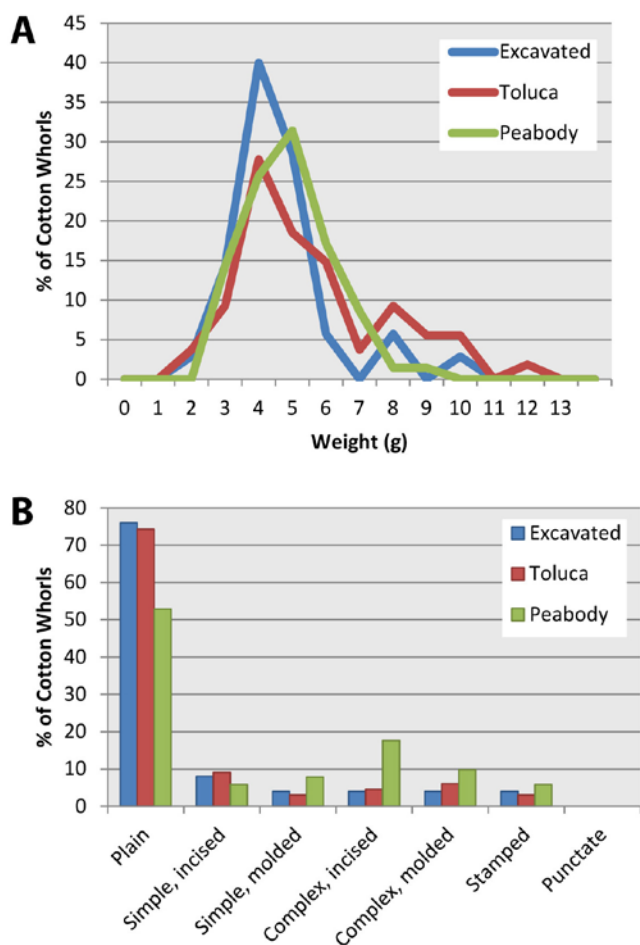 A
% of Cotton Whorls
45
40
35
30
25
20
15
10
5
0
0 1 2 3 4 5 6 7 8 9 10 11 12 13
Weight (g)
Excavated
Toluca
Peabody
B
% of Cotton Whorls
80
70
60
50
40
30
20
10
0
Excavated
Toluca
Peabody
Plain
Simple, incised
Simple, molded
Complex, incised
Complex, molded
Stamped
Punctate